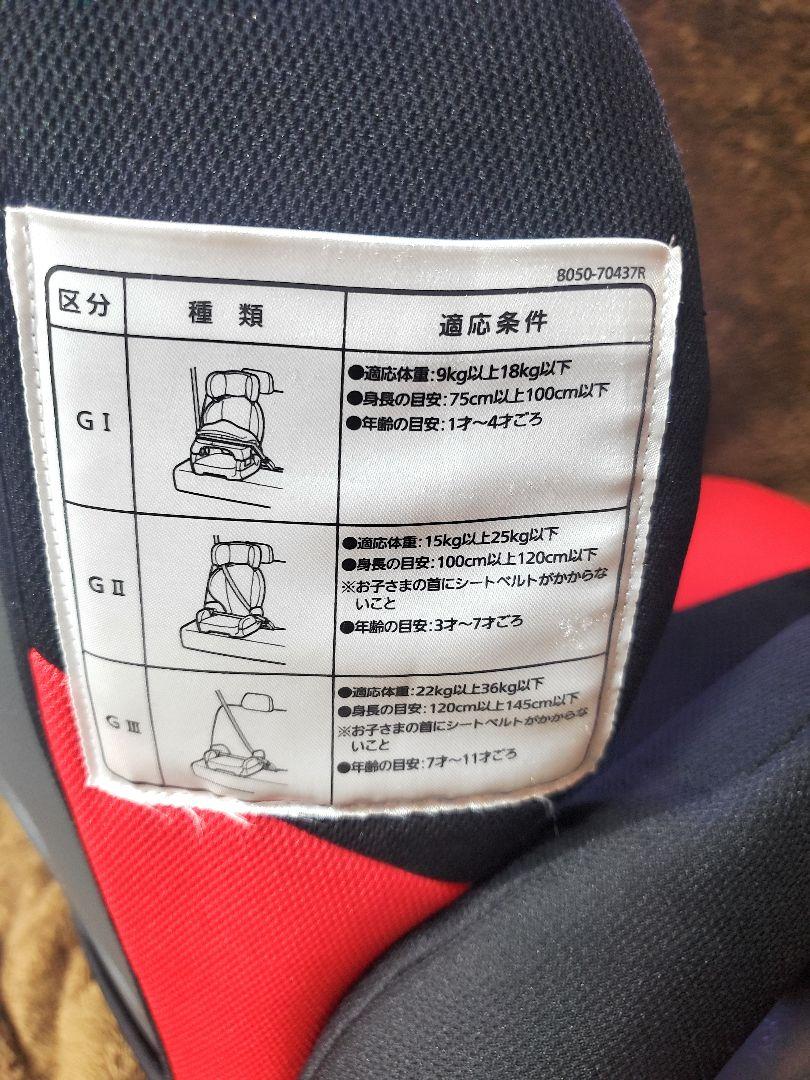 8050-70437R
区分
種類
適応条件
GⅠ
●適応体重:9kg以上18kg以下
●身長の目安:75cm以上100cm以下
●年齢の目安:1才〜4才ごろ
GⅡ
●適応体重:15kg以上25kg以下
●身長の目安:100cm以上120cm以下
※お子さまの首にシートベルトがかからな
いこと
●年齢の目安:3才〜7才ごろ
GⅢ
●適応体重:22kg以上36kg以下
●身長の目安:120cm以上145cm以下
※お子さまの首にシートベルトがかからな
いこと
●年齢の目安:7才〜11才ごろ